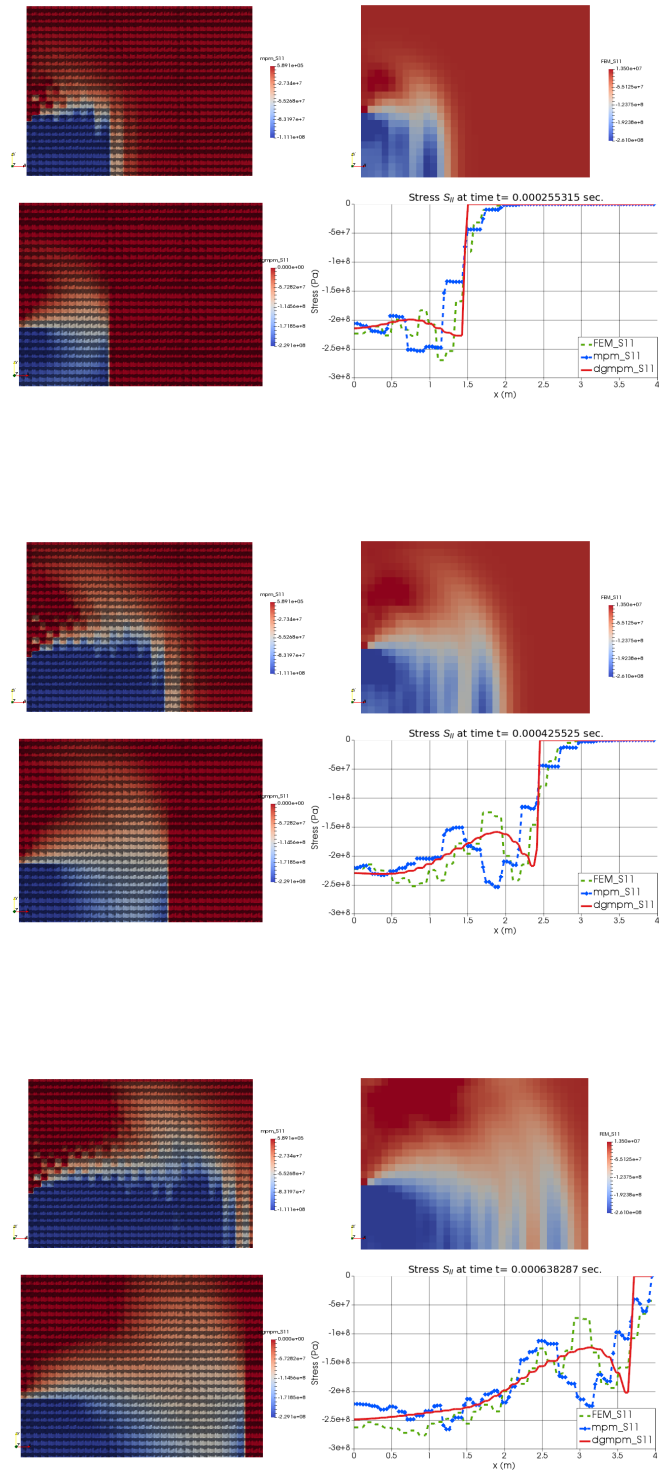 mpm_S11
5.891e+05
-2.734e+7
-5.5268e+7
-8.3197e+7
-1.111e+08
FEM_S11
1.350e+07
-5.5125e+7
-1.2375e+8
-1.9238e+8
-2.610e+08
dgmpm_S11
0.000e+00
-5.7282e+7
-1.1456e+8
-1.7185e+8
-2.291e+08
Stress S_II at time t= 0.000255315 sec.
Stress (Pa)
0
-5e+7
-1e+8
-1.5e+8
-2.0e+8
-2.5e+8
-3e+8
FEM_S11
mpm_S11
dgmpm_S11
0 0.5 1 1.5 2 2.5 3 3.5 4
x (m)
mpm_S11
5.891e+05
-2.734e+7
-5.5268e+7
-8.3197e+7
-1.111e+08
FEM_S11
1.350e+07
-5.5125e+7
-1.2375e+8
-1.9238e+8
-2.610e+08
gmpm_S11
0.000e+00
-5.7282e+7
-1.1456e+8
-1.7185e+8
-2.291e+08
Stress S_II at time t= 0.000425525 sec.
Stress (Pa)
0
-5e+7
-1e+8
-1.5e+8
-2.0e+8
-2.5e+8
-3e+8
FEM_S11
mpm_S11
dgmpm_S11
0 0.5 1 1.5 2 2.5 3 3.5 4
x (m)
mpm_S11
5.891e+05
-2.734e+7
-5.5268e+7
-8.3197e+7
-1.111e+08
FEM_S11
1.350e+07
-5.5125e+7
-1.2375e+8
-1.9238e+8
-2.610e+08
gmpm_S11
0.000e+00
-5.7282e+7
-1.1456e+8
-1.7185e+8
-2.291e+08
Stress S_II at time t= 0.000638287 sec.
Stress (Pa)
0
-5e+7
-1e+8
-1.5e+8
-2.0e+8
-2.5e+8
-3e+8
FEM_S11
mpm_S11
dgmpm_S11
0 0.5 1 1.5 2 2.5 3 3.5 4
x (m)